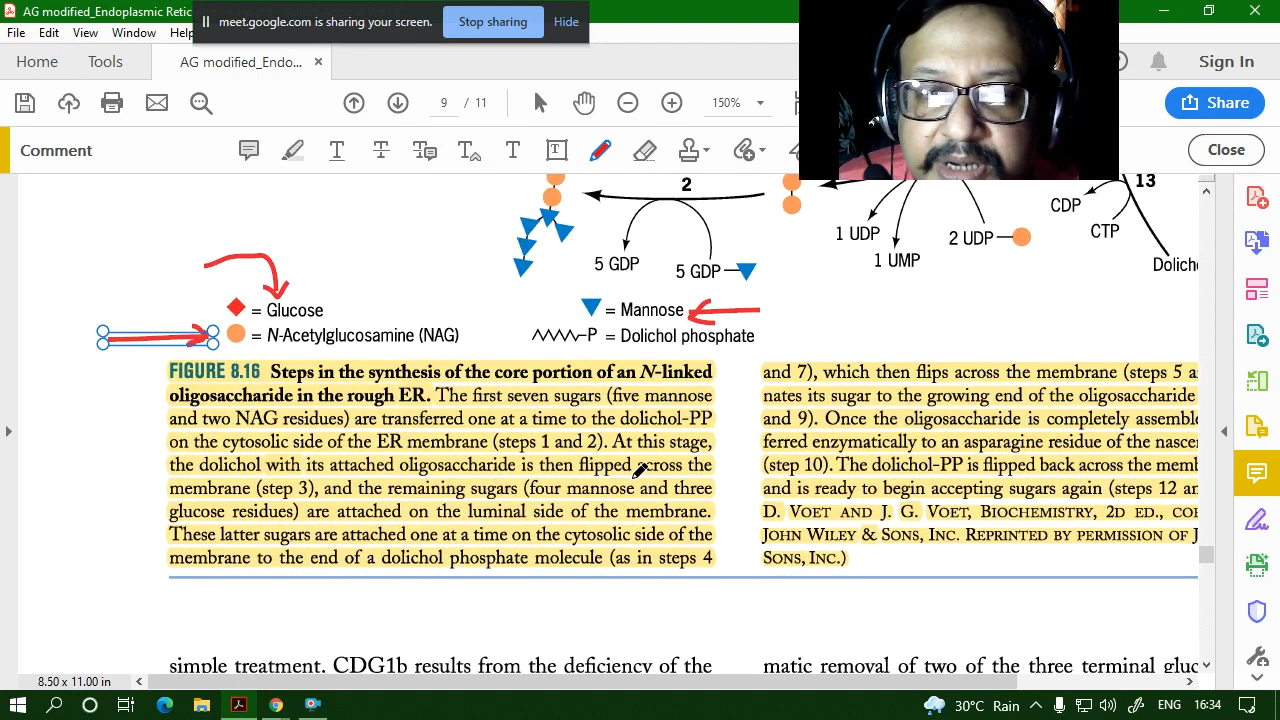 AG modified_Endoplasmic Retic
meet.google.com is sharing your screen.
Stop sharing
Hide
File Edit View Window Help
Home
Tools
AG modified_Endo...
Sign In
9 / 11
150%
Share
Comment
Close
2
13
CDP
CTP
1 UDP
1 UMP
2 UDP
5 GDP
5 GDP
= Glucose
= Mannose
= N-Acetylglucosamine (NAG)
P = Dolichol phosphate
FIGURE 8.16 Steps in the synthesis of the core portion of an N-linked
oligosaccharide in the rough ER. The first seven sugars (five mannose
and two NAG residues) are transferred one at a time to the dolichol-PP
on the cytosolic side of the ER membrane (steps 1 and 2). At this stage,
the dolichol with its attached oligosaccharide is then flipped across the
membrane (step 3), and the remaining sugars (four mannose and three
glucose residues) are attached on the luminal side of the membrane.
These latter sugars are attached one at a time on the cytosolic side of the
membrane to the end of a dolichol phosphate molecule (as in steps 4
and 7), which then flips across the membrane (steps 5 a
nates its sugar to the growing end of the oligosaccharide
and 9). Once the oligosaccharide is completely assemble
ferred enzymatically to an asparagine residue of the nasce
(step 10). The dolichol-PP is flipped back across the mem
and is ready to begin accepting sugars again (steps 12 a
D. VOET AND J. G. VOET, BIOCHEMISTRY, 2D ED., CO
JOHN WILEY & SONS, INC. REPRINTED BY PERMISSION OF J
SONS, INC.)
simple treatment. CDG1b results from the deficiency of the
matic removal of two of the three terminal gluc
8.50 x 11.00 in
30°C Rain
ENG
16:34